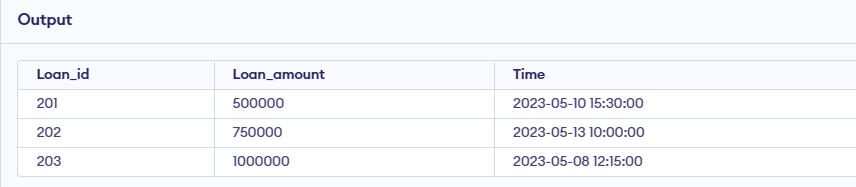 Output
Loan_id Loan_amount Time
201 500000 2023-05-10 15:30:00
202 750000 2023-05-13 10:00:00
203 1000000 2023-05-08 12:15:00